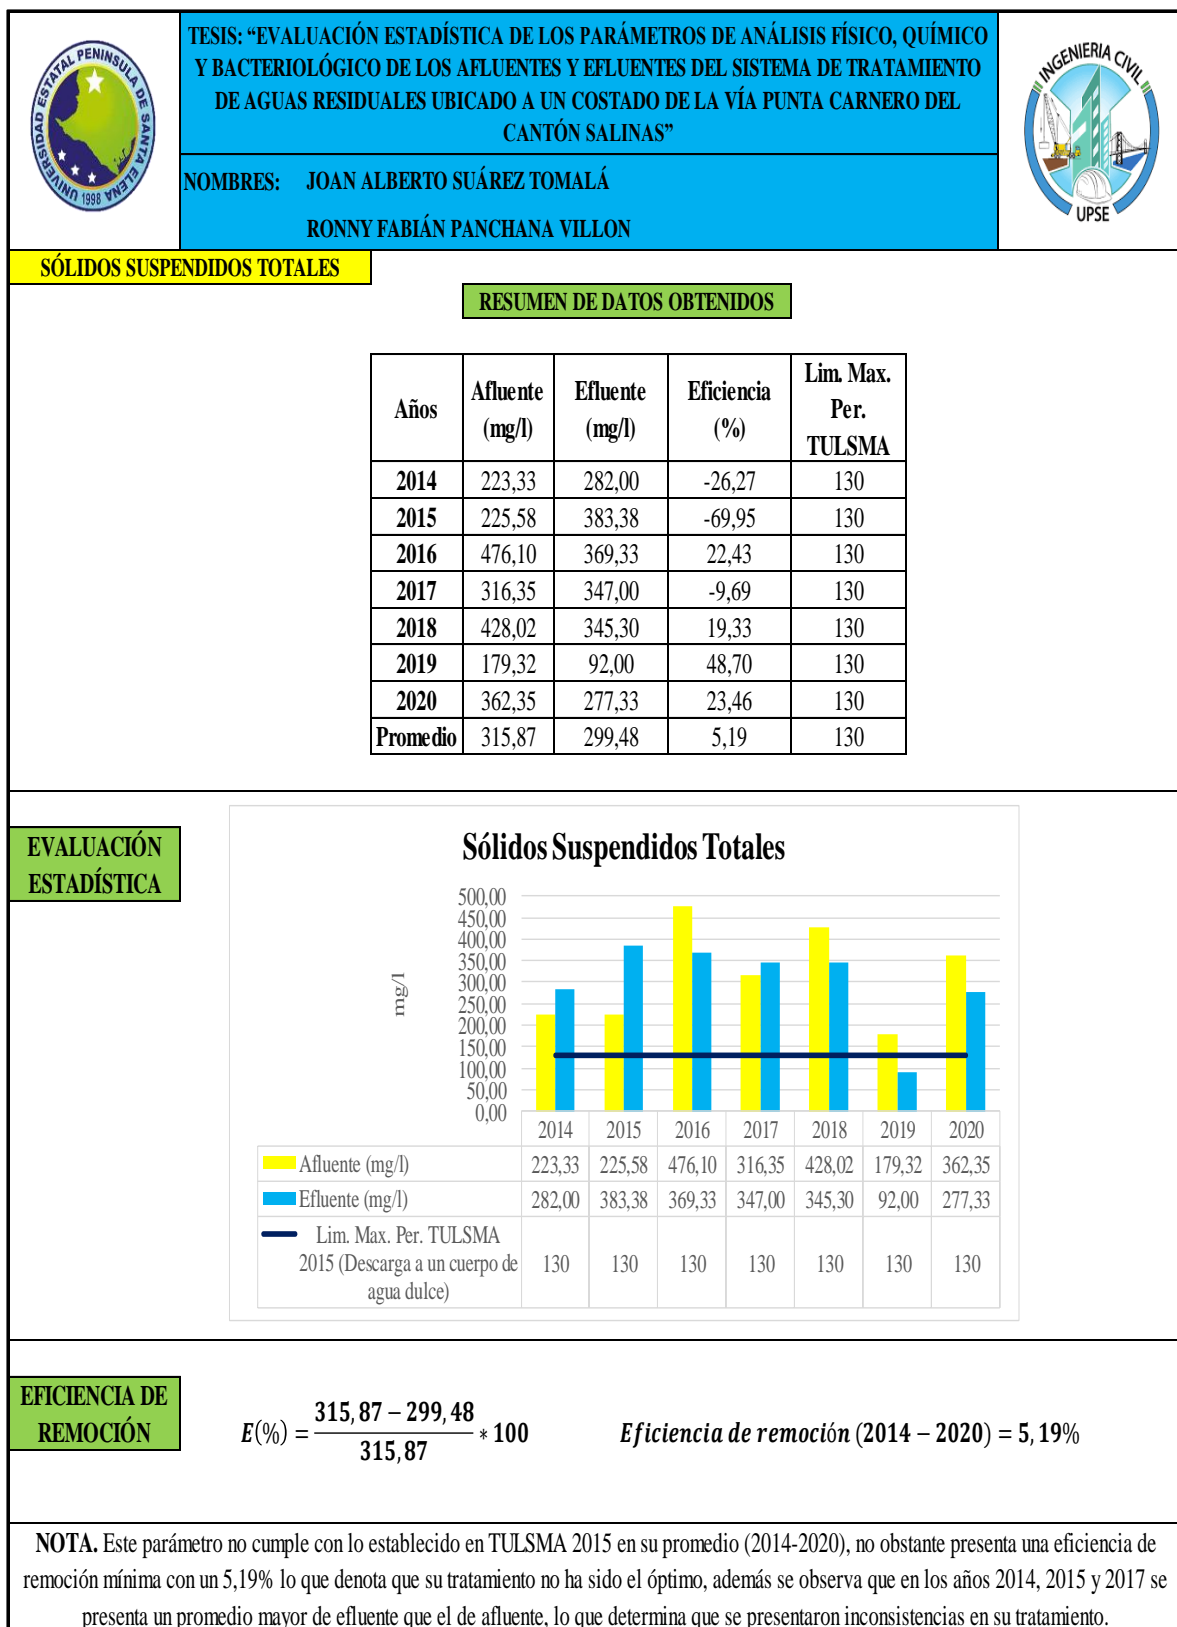 UNIVERSIDAD ESTATAL PENINSULA DE SANTA ELENA
1998
TESIS: “EVALUACIÓN ESTADÍSTICA DE LOS PARÁMETROS DE ANÁLISIS FÍSICO, QUÍMICO
Y BACTERIOLÓGICO DE LOS AFLUENTES Y EFLUENTES DEL SISTEMA DE TRATAMIENTO
DE AGUAS RESIDUALES UBICADO A UN COSTADO DE LA VÍA PUNTA CARNERO DEL
CANTÓN SALINAS”
NOMBRES: JOAN ALBERTO SUÁREZ TOMALÁ
RONNY FABIÁN PANCHANA VILLON
INGENIERIA CIVIL
UPSE
SÓLIDOS SUSPENDIDOS TOTALES
RESUMEN DE DATOS OBTENIDOS
Años Afluente (mg/l) Efluente (mg/l) Eficiencia (%) Lim. Max. Per. TULSMA
2014 223,33 282,00 -26,27 130
2015 225,58 383,38 -69,95 130
2016 476,10 369,33 22,43 130
2017 316,35 347,00 -9,69 130
2018 428,02 345,30 19,33 130
2019 179,32 92,00 48,70 130
2020 362,35 277,33 23,46 130
Promedio 315,87 299,48 5,19 130
EVALUACIÓN
ESTADÍSTICA
Sólidos Suspendidos Totales
mg/l
500,00
450,00
400,00
350,00
300,00
250,00
200,00
150,00
100,00
50,00
0,00
2014 2015 2016 2017 2018 2019 2020
Afluente (mg/l) 223,33 225,58 476,10 316,35 428,02 179,32 362,35
Efluente (mg/l) 282,00 383,38 369,33 347,00 345,30 92,00 277,33
Lim. Max. Per. TULSMA
2015 (Descarga a un cuerpo de 130 130 130 130 130 130 130
agua dulce)
EFICIENCIA DE
REMOCIÓN
E(%) = (315,87 − 299,48) / 315,87 * 100 Eficiencia de remoción (2014 − 2020) = 5,19%
NOTA. Este parámetro no cumple con lo establecido en TULSMA 2015 en su promedio (2014-2020), no obstante presenta una eficiencia de
remoción mínima con un 5,19% lo que denota que su tratamiento no ha sido el óptimo, además se observa que en los años 2014, 2015 y 2017 se
presenta un promedio mayor de efluente que el de afluente, lo que determina que se presentaron inconsistencias en su tratamiento.